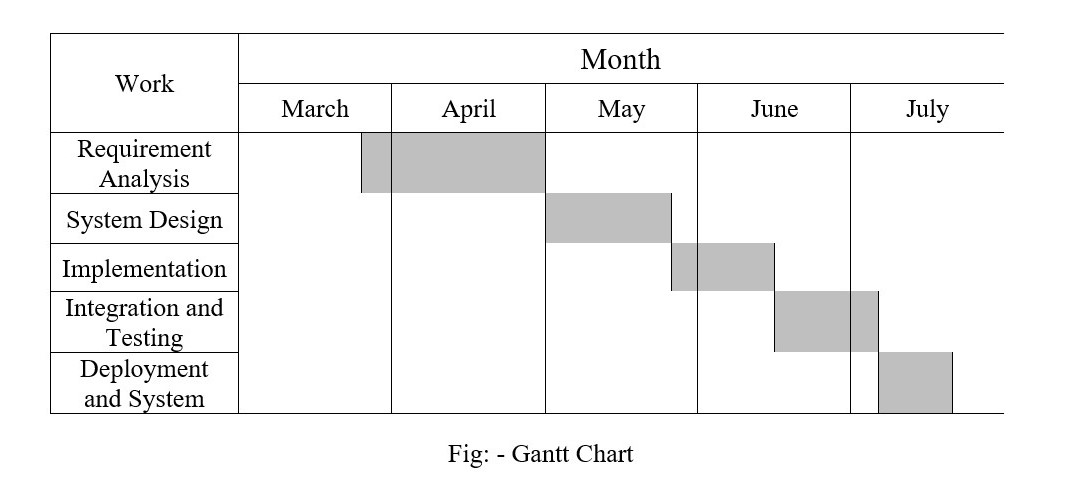 Work
Month
March
April
May
June
July
Requirement
Analysis
System Design
Implementation
Integration and
Testing
Deployment
and System
Fig: - Gantt Chart